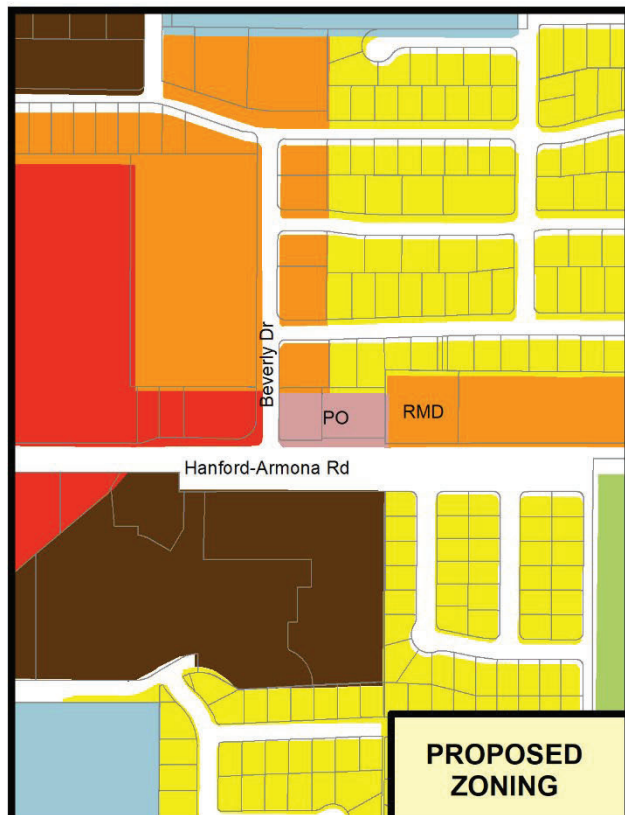 Beverly Dr
PO
RMD
Hanford-Armona Rd
PROPOSED
ZONING